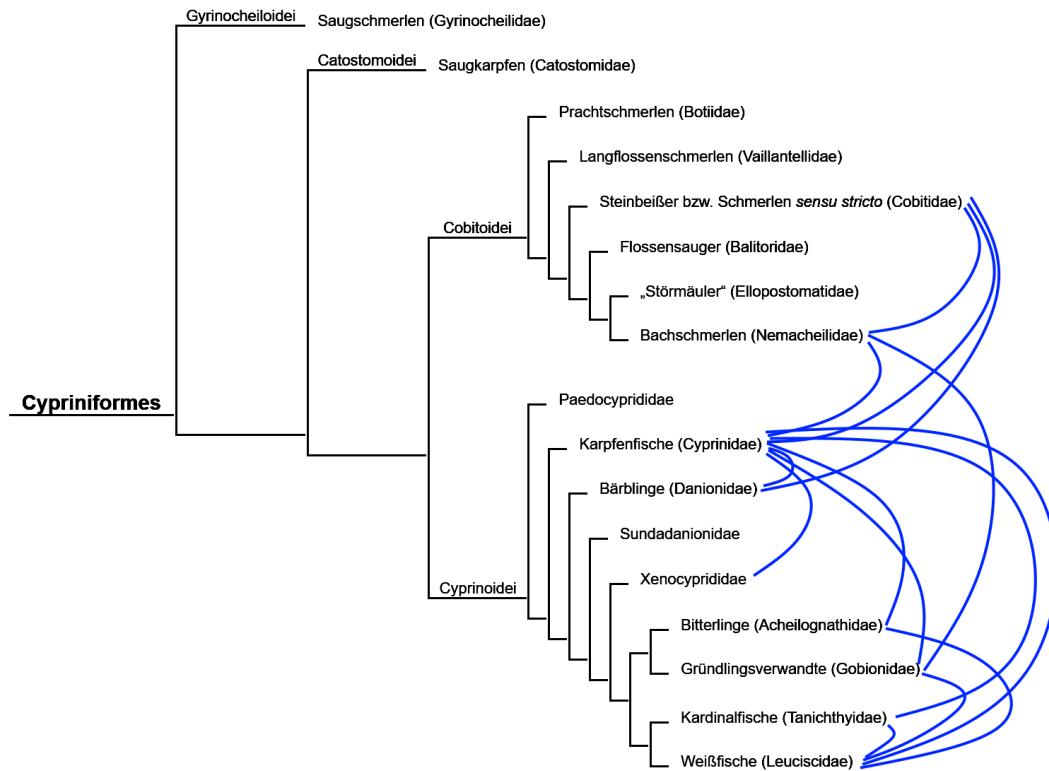 Gyrinocheiloidei
Saugschmerlen (Gyrinocheilidae)
Catostomoidei
Saugkarpfen (Catostomidae)
Prachtschmerlen (Botiidae)
Langflossenschmerlen (Vaillantellidae)
Steinbeißer bzw. Schmerlen sensu stricto (Cobitidae)
Cobitoidei
Flossensauger (Balitoridae)
„Störmäuler“ (Ellopostomatidae)
Bachschmerlen (Nemacheilidae)
Cypriniformes
Paedocyprididae
Karpfenfische (Cyprinidae)
Bärblinge (Danionidae)
Sundadanionidae
Xenocyprididae
Cyprinoidei
Bitterlinge (Acheilognathidae)
Gründlingsverwandte (Gobionidae)
Kardinalfische (Tanichthyidae)
Weißfische (Leuciscidae)